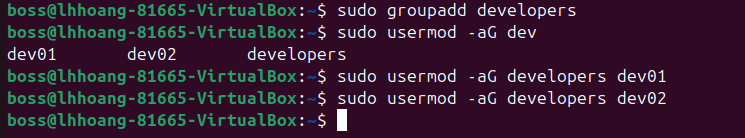 boss@lhhoang-81665-VirtualBox:~$ sudo groupadd developers
boss@lhhoang-81665-VirtualBox:~$ sudo usermod -aG dev
dev01 dev02 developers
boss@lhhoang-81665-VirtualBox:~$ sudo usermod -aG developers dev01
boss@lhhoang-81665-VirtualBox:~$ sudo usermod -aG developers dev02
boss@lhhoang-81665-VirtualBox:~$